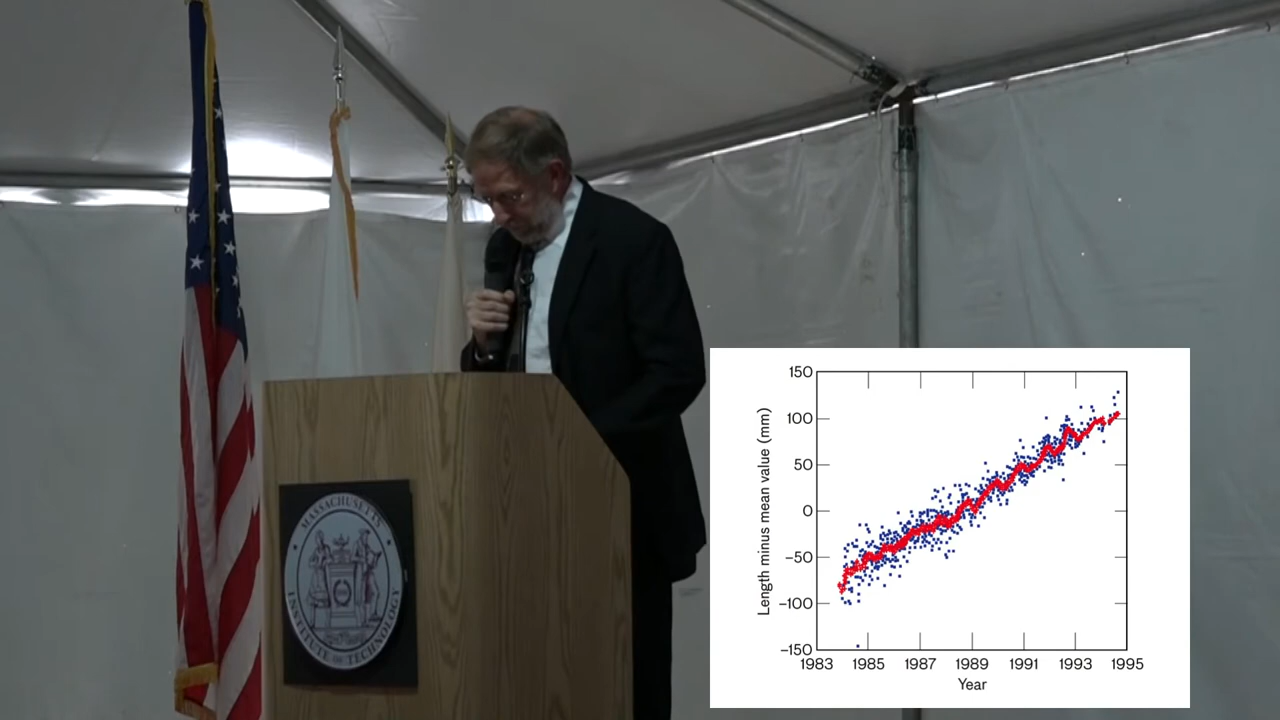 MASSACHUSETTS
INSTITUTE OF TECHNOLOGY
150
100
50
0
−50
−100
−150
Length minus mean value (mm)
1983 1985 1987 1989 1991 1993 1995
Year